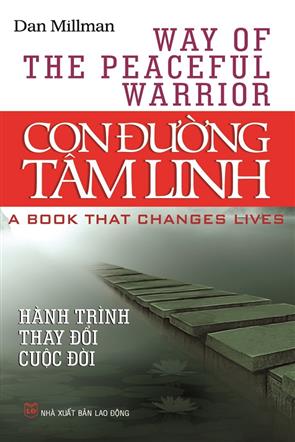 Dan Millman
WAY OF
THE PEACEFUL
WARRIOR
CON ĐƯỜNG
TÂM LINH
A BOOK THAT CHANGES LIVES
HÀNH TRÌNH
THAY ĐỔI
CUỘC ĐỜI
LĐ NHÀ XUẤT BẢN LAO ĐỘNG